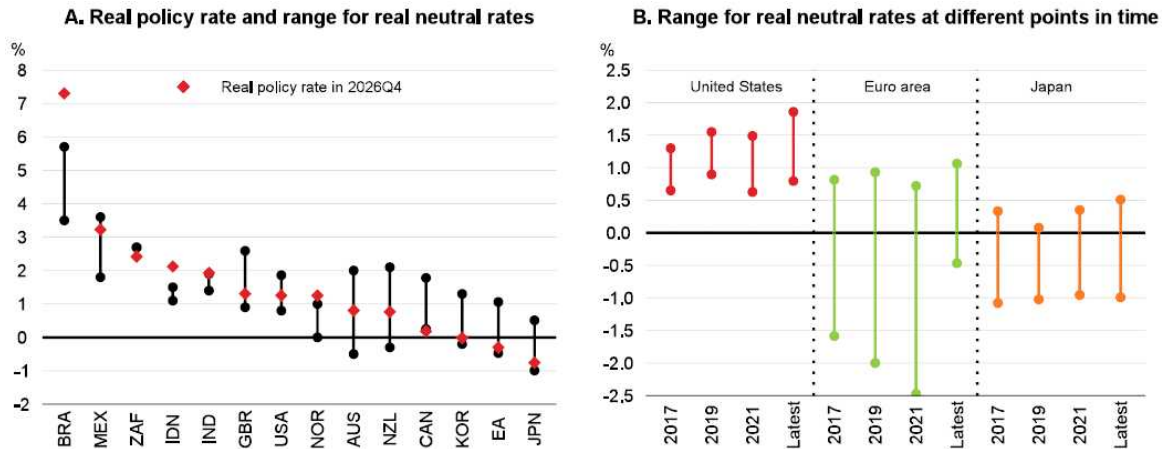 A. Real policy rate and range for real neutral rates
%
8
7
6
5
4
3
2
1
0
-1
-2
Real policy rate in 2026Q4
BRA
MEX
ZAF
IDN
IND
GBR
USA
NOR
AUS
NZL
CAN
KOR
EA
JPN
B. Range for real neutral rates at different points in time
%
2.5
2.0
1.5
1.0
0.5
0.0
-0.5
-1.0
-1.5
-2.0
-2.5
United States
Euro area
Japan
2017
2019
2021
Latest
2017
2019
2021
Latest
2017
2019
2021
Latest